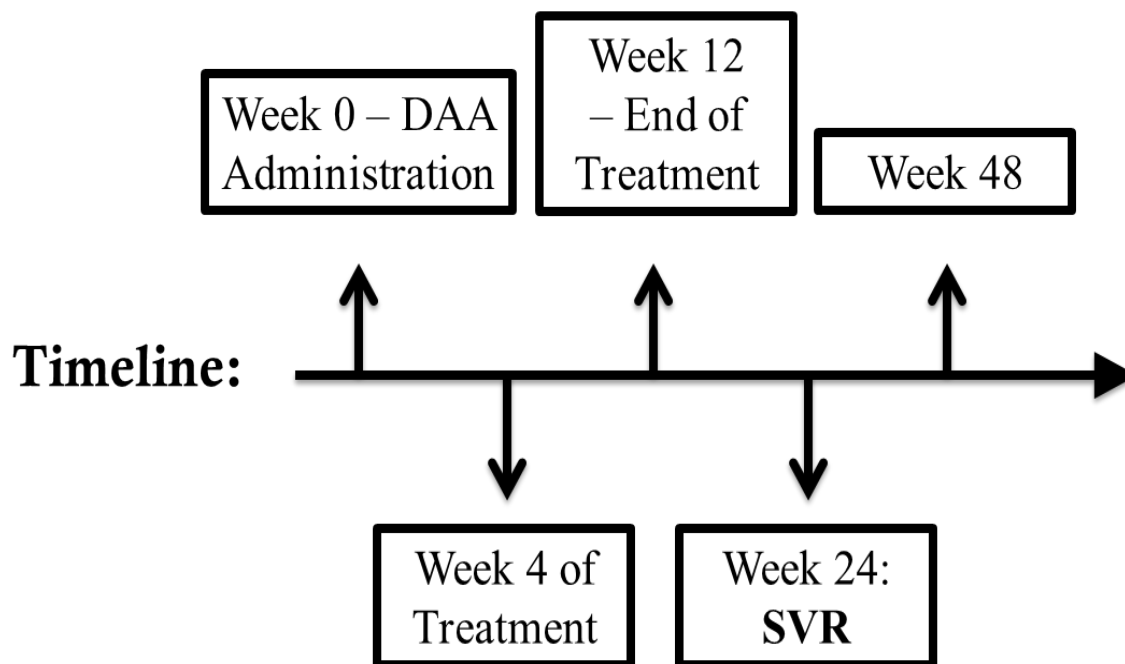 Week 0 – DAA
Administration
Week 12
– End of
Treatment
Week 48
Timeline:
Week 4 of
Treatment
Week 24:
SVR